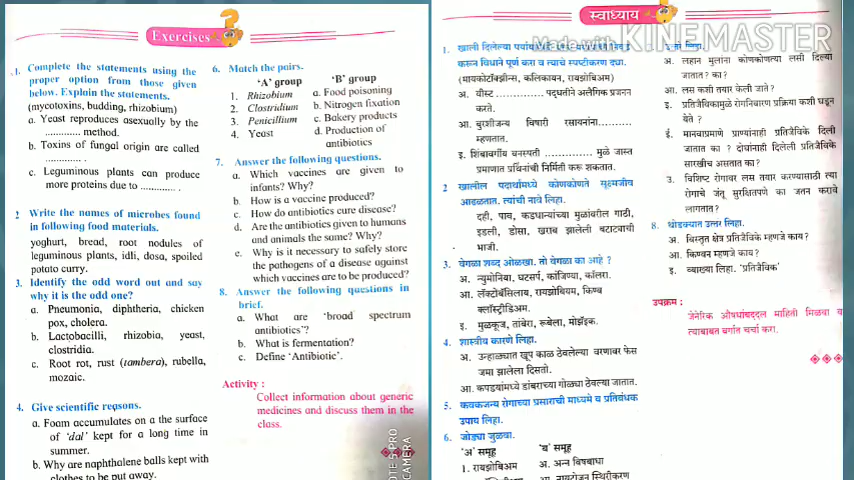 Exercises
1. Complete the statements using the
proper option from those given
below. Explain the statements.
(mycotoxins, budding, rhizobium)
a. Yeast reproduces asexually by the
............ method.
b. Toxins of fungal origin are called
............ .
c. Leguminous plants can produce
more proteins due to ............ .
2 Write the names of microbes found
in following food materials.
yoghurt, bread, root nodules of
leguminous plants, idli, dosa, spoiled
potato curry.
3. Identify the odd word out and say
why it is the odd one?
a. Pneumonia, diphtheria, chicken
pox, cholera.
b. Lactobacilli, rhizobia, yeast,
clostridia.
c. Root rot, rust (tambera), rubella,
mozaic.
4. Give scientific reasons.
a. Foam accumulates on a the surface
of ‘dal’ kept for a long time in
summer.
b. Why are naphthalene balls kept with
clothes to be put away.
6. Match the pairs.
‘A’ group ‘B’ group
1. Rhizobium a. Food poisoning
2. Clostridium b. Nitrogen fixation
3. Penicillium c. Bakery products
4. Yeast d. Production of
antibiotics
7. Answer the following questions.
a. Which vaccines are given to
infants? Why?
b. How is a vaccine produced?
c. How do antibiotics cure disease?
d. Are the antibiotics given to humans
and animals the same? Why?
e. Why is it necessary to safely store
the pathogens of a disease against
which vaccines are to be produced?
8. Answer the following questions in
brief.
a. What are ‘broad spectrum
antibiotics’?
b. What is fermentation?
c. Define ‘Antibiotic’.
Activity :
Collect information about generic
medicines and discuss them in the
class.
स्वाध्याय
Made with KINEMASTER
1. खाली दिलेल्या
करून विधाने पूर्ण करा व त्याचे स्पष्टीकरण द्या.
(मायकोटॉक्झीन्स, कलिकायन, रायझोबिअम)
अ. यीस्ट ......... पद्धतीने अलैंगिक प्रजनन
करते.
आ. बुरशीजन्य विषारी रसायनांना.........
म्हणतात.
इ. शिंबावर्गीय वनस्पती ............ मुळे जास्त
प्रमाणात प्रथिनांची निर्मिती करू शकतात.
2 खालील पदार्थांमध्ये कोणकोणते सूक्ष्मजीव
आढळतात. त्यांची नावे लिहा.
दही, पाव, कडधान्यांच्या मुळांवरील गाठी,
इडली, डोसा, खराब झालेली बटाट्याची
भाजी.
3. वेगळा शब्द ओळखा. तो वेगळा का आहे ?
अ. न्युमोनिया, घटसर्प, कांजिण्या, कॉलरा.
आ. लॅक्टोबॅसिलाय, रायझोबियम, किण्व
क्लॉस्ट्रीडिअम.
इ. मुळकूज, तांबेरा, रूबेला, मोझॅइक.
4. शास्त्रीय कारणे लिहा.
अ. उन्हाळ्यात खूप काळ ठेवलेल्या वरणावर फेस
जमा झालेला दिसतो.
आ. कपड्यांमध्ये डांबराच्या गोळ्या ठेवल्या जातात.
5. कवकजन्य रोगाच्या प्रसाराची माध्यमे व प्रतिबंधक
उपाय लिहा.
6. जोड्या जुळवा.
‘अ’ समूह ‘ब’ समूह
1. रायझोबिअम अ. अन्न विषबाधा
आ. नायट्रोजन स्थिरीकरण
लिहा.
अ. लहान मुलांना कोणकोणत्या लसी दिल्या
जातात ? का ?
आ. लस कशी तयार केली जाते ?
इ. प्रतिजैविकामुळे रोगनिवारण प्रक्रिया कशी घडून
येते ?
ई. मानवाप्रमाणे प्राण्यांनाही प्रतिजैविके दिली
जातात का ? दोघांनाही दिलेली प्रतिजैविके
सारखीच असतात का ?
उ. विशिष्ट रोगावर लस तयार करण्यासाठी त्या
रोगाचे जंतू सुरक्षितपणे का जतन करावे
लागतात ?
8. थोडक्यात उत्तर लिहा.
अ. विस्तृत क्षेत्र प्रतिजैविके म्हणजे काय ?
आ. किण्वन म्हणजे काय ?
इ. व्याख्या लिहा. ‘प्रतिजैविक’
उपक्रम :
जेनेरिक औषधांबद्दल माहिती मिळवा व
त्याबाबत वर्गात चर्चा करा.